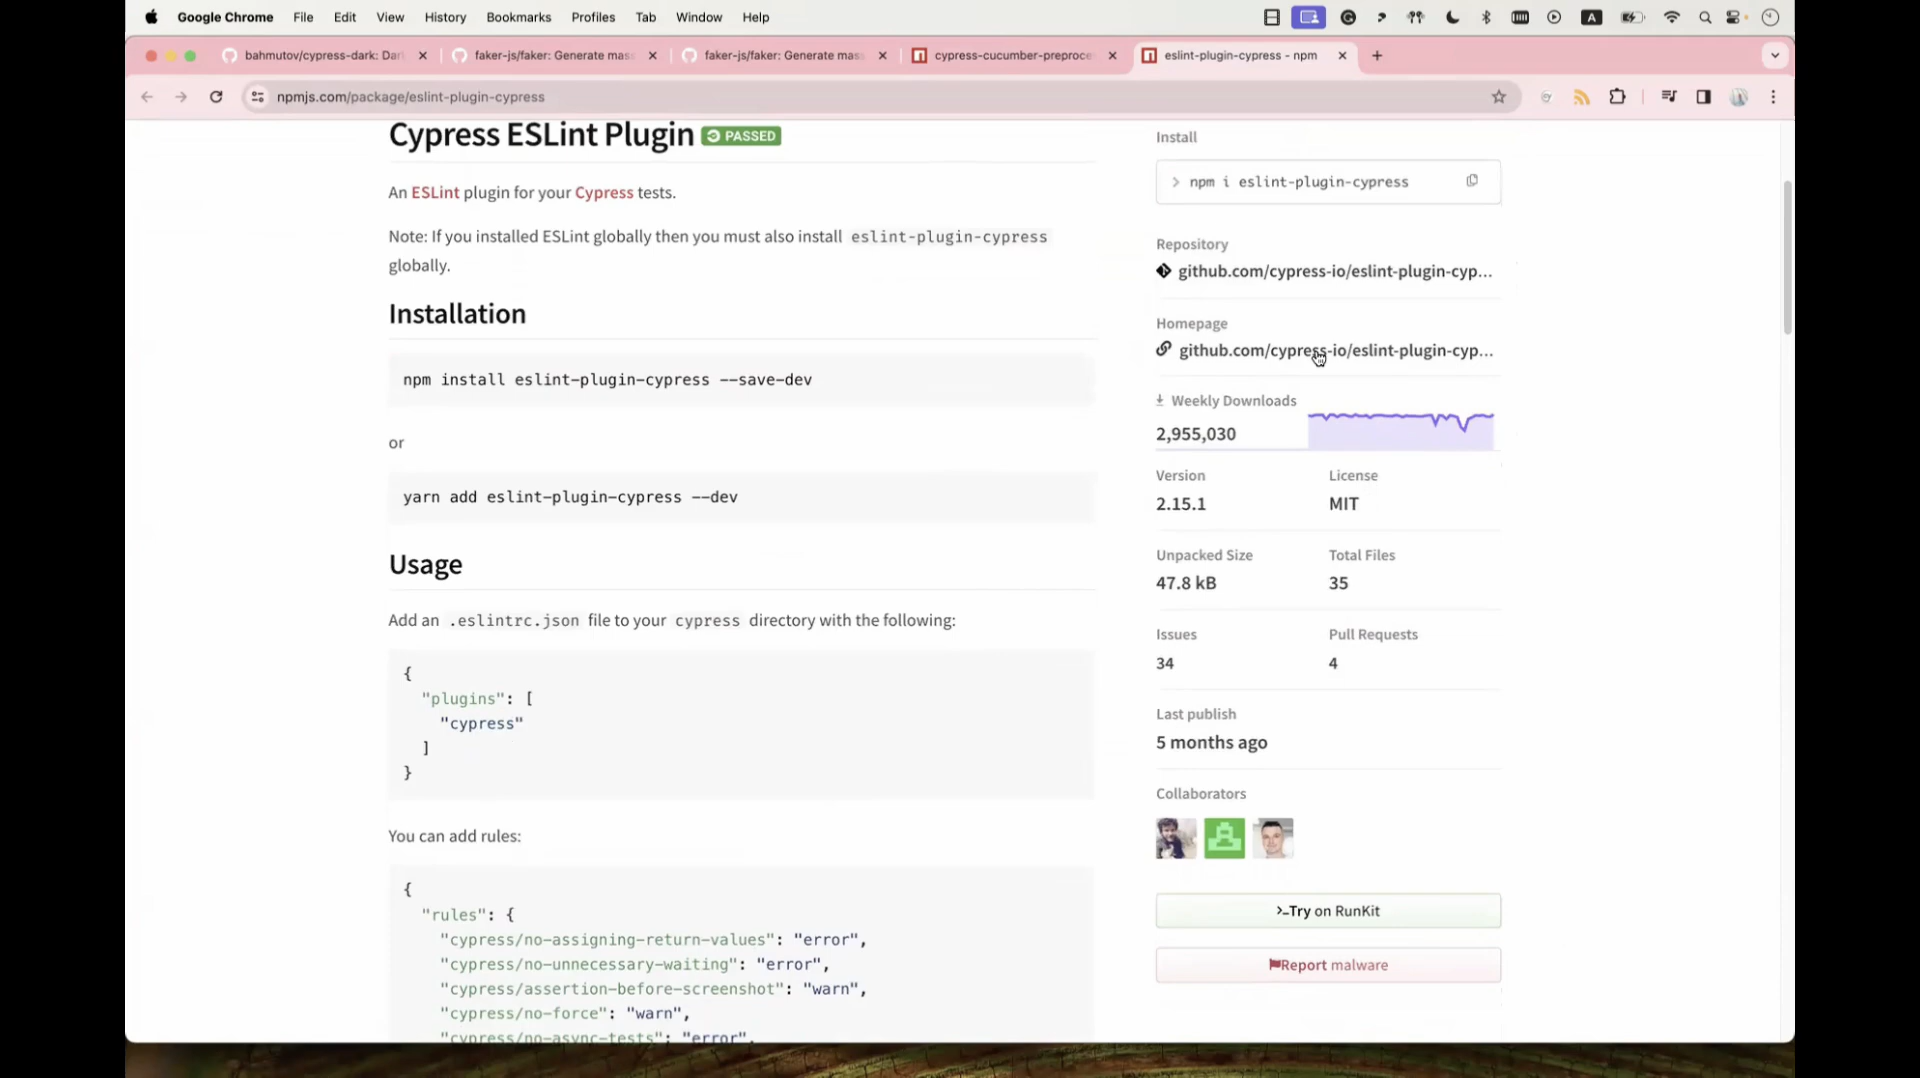 Google Chrome File Edit View History Bookmarks Profiles Tab Window Help A
bahmutov/cypress-dark: Dar
faker-js/faker: Generate mas
faker-js/faker: Generate mas
cypress-cucumber-preproce
eslint-plugin-cypress - npm
npmjs.com/package/eslint-plugin-cypress
Cypress ESLint Plugin PASSED
An ESLint plugin for your Cypress tests.
Note: If you installed ESLint globally then you must also install eslint-plugin-cypress
globally.
Installation
npm install eslint-plugin-cypress --save-dev
or
yarn add eslint-plugin-cypress --dev
Usage
Add an .eslintrc.json file to your cypress directory with the following:
{
"plugins": [
"cypress"
]
}
You can add rules:
{
"rules": {
"cypress/no-assigning-return-values": "error",
"cypress/no-unnecessary-waiting": "error",
"cypress/assertion-before-screenshot": "warn",
"cypress/no-force": "warn",
"cypress/no-async-tests": "error",
Install
> npm i eslint-plugin-cypress
Repository
github.com/cypress-io/eslint-plugin-cyp...
Homepage
github.com/cypress-io/eslint-plugin-cyp...
Weekly Downloads
2,955,030
Version License
2.15.1 MIT
Unpacked Size Total Files
47.8 kB 35
Issues Pull Requests
34 4
Last publish
5 months ago
Collaborators
>_Try on RunKit
Report malware